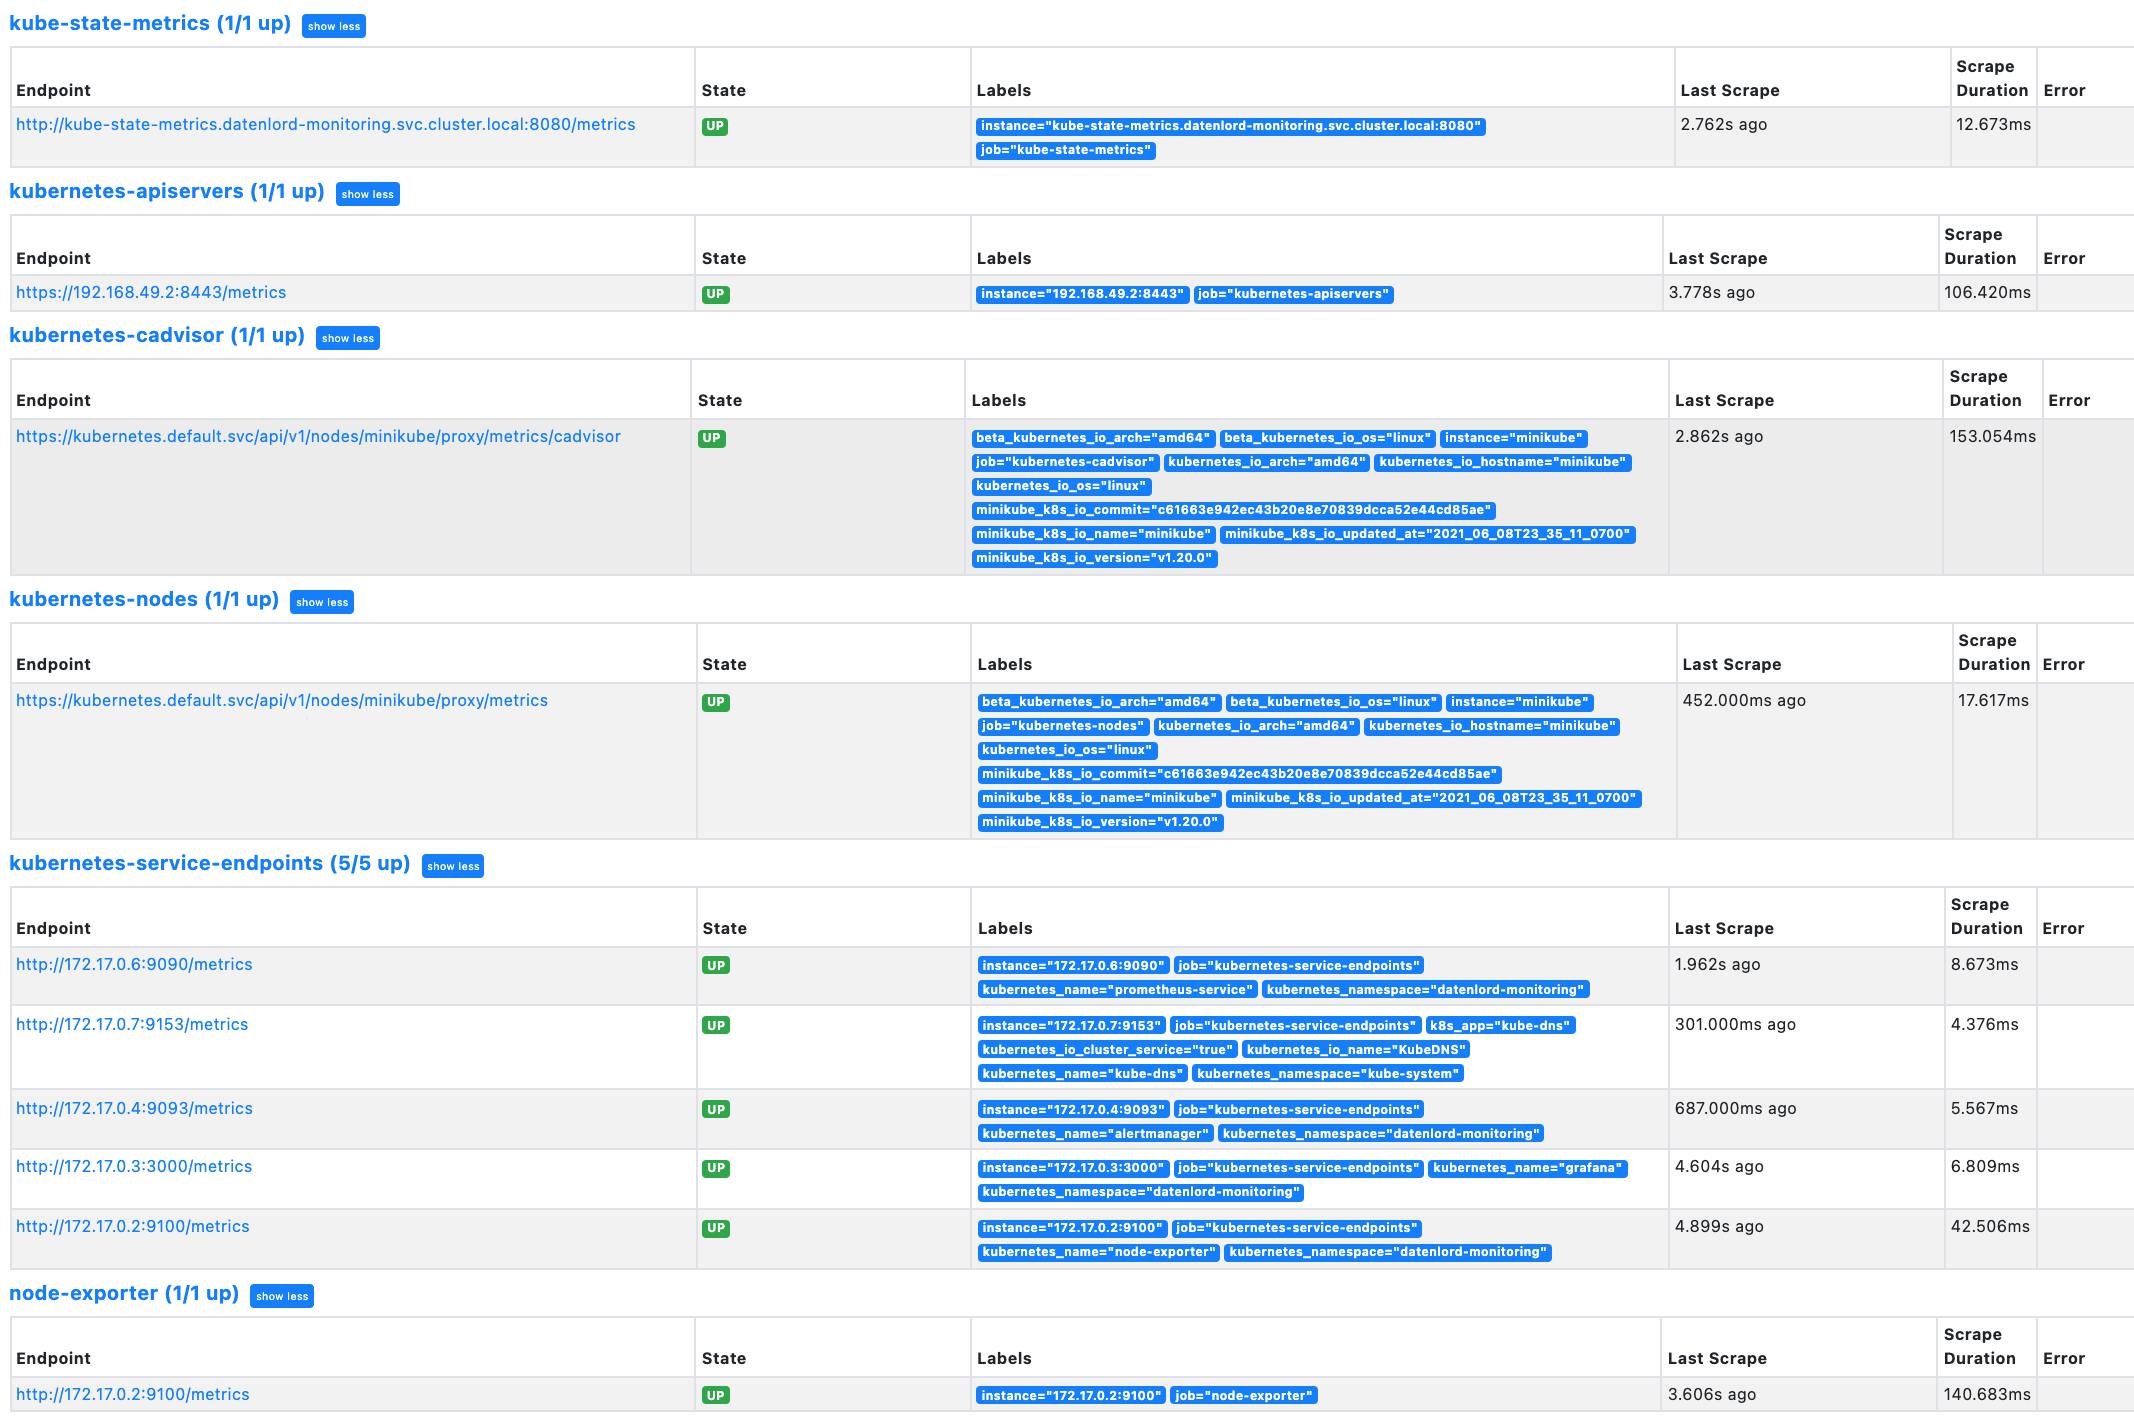 kube-state-metrics (1/1 up) show less
Endpoint State Labels Last Scrape Scrape Duration Error
http://kube-state-metrics.datenlord-monitoring.svc.cluster.local:8080/metrics UP instance="kube-state-metrics.datenlord-monitoring.svc.cluster.local:8080" 2.762s ago 12.673ms
job="kube-state-metrics"
kubernetes-apiservers (1/1 up) show less
Endpoint State Labels Last Scrape Scrape Duration Error
https://192.168.49.2:8443/metrics UP instance="192.168.49.2:8443" job="kubernetes-apiservers" 3.778s ago 106.420ms
kubernetes-cadvisor (1/1 up) show less
Endpoint State Labels Last Scrape Scrape Duration Error
https://kubernetes.default.svc/api/v1/nodes/minikube/proxy/metrics/cadvisor UP beta_kubernetes_io_arch="amd64" beta_kubernetes_io_os="linux" instance="minikube" 2.862s ago 153.054ms
job="kubernetes-cadvisor" kubernetes_io_arch="amd64" kubernetes_io_hostname="minikube"
kubernetes_io_os="linux"
minikube_k8s_io_commit="c61663e942ec43b20e8e70839dcca52e44cd85ae"
minikube_k8s_io_name="minikube" minikube_k8s_io_updated_at="2021_06_08T23_35_11_0700"
minikube_k8s_io_version="v1.20.0"
kubernetes-nodes (1/1 up) show less
Endpoint State Labels Last Scrape Scrape Duration Error
https://kubernetes.default.svc/api/v1/nodes/minikube/proxy/metrics UP beta_kubernetes_io_arch="amd64" beta_kubernetes_io_os="linux" instance="minikube" 452.000ms ago 17.617ms
job="kubernetes-nodes" kubernetes_io_arch="amd64" kubernetes_io_hostname="minikube"
kubernetes_io_os="linux"
minikube_k8s_io_commit="c61663e942ec43b20e8e70839dcca52e44cd85ae"
minikube_k8s_io_name="minikube" minikube_k8s_io_updated_at="2021_06_08T23_35_11_0700"
minikube_k8s_io_version="v1.20.0"
kubernetes-service-endpoints (5/5 up) show less
Endpoint State Labels Last Scrape Scrape Duration Error
http://172.17.0.6:9090/metrics UP instance="172.17.0.6:9090" job="kubernetes-service-endpoints" 1.962s ago 8.673ms
kubernetes_name="prometheus-service" kubernetes_namespace="datenlord-monitoring"
http://172.17.0.7:9153/metrics UP instance="172.17.0.7:9153" job="kubernetes-service-endpoints" k8s_app="kube-dns" 301.000ms ago 4.376ms
kubernetes_io_cluster_service="true" kubernetes_io_name="KubeDNS"
kubernetes_name="kube-dns" kubernetes_namespace="kube-system"
http://172.17.0.4:9093/metrics UP instance="172.17.0.4:9093" job="kubernetes-service-endpoints" 687.000ms ago 5.567ms
kubernetes_name="alertmanager" kubernetes_namespace="datenlord-monitoring"
http://172.17.0.3:3000/metrics UP instance="172.17.0.3:3000" job="kubernetes-service-endpoints" kubernetes_name="grafana" 4.604s ago 6.809ms
kubernetes_namespace="datenlord-monitoring"
http://172.17.0.2:9100/metrics UP instance="172.17.0.2:9100" job="kubernetes-service-endpoints" 4.899s ago 42.506ms
kubernetes_name="node-exporter" kubernetes_namespace="datenlord-monitoring"
node-exporter (1/1 up) show less
Endpoint State Labels Last Scrape Scrape Duration Error
http://172.17.0.2:9100/metrics UP instance="172.17.0.2:9100" job="node-exporter" 3.606s ago 140.683ms